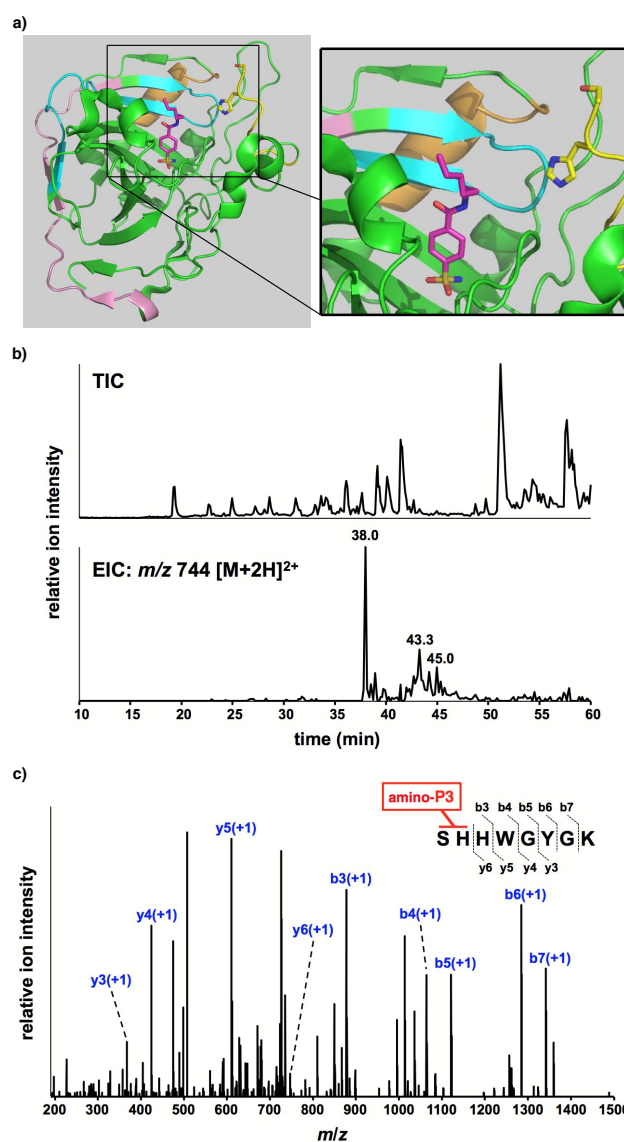 a)
b)
TIC
relative ion intensity
38.0
EIC: m/z 744 [M+2H]2+
43.3
45.0
10 15 20 25 30 35 40 45 50 55 60
time (min)
c)
amino-P3
b3 b4 b5 b6 b7
S H H W G Y G K
y6 y5 y4 y3
y5(+1)
b3(+1)
b6(+1)
y4(+1)
y6(+1)
b4(+1)
b7(+1)
y3(+1)
b5(+1)
relative ion intensity
200 300 400 500 600 700 800 900 1000 1100 1200 1300 1400 1500
m/z